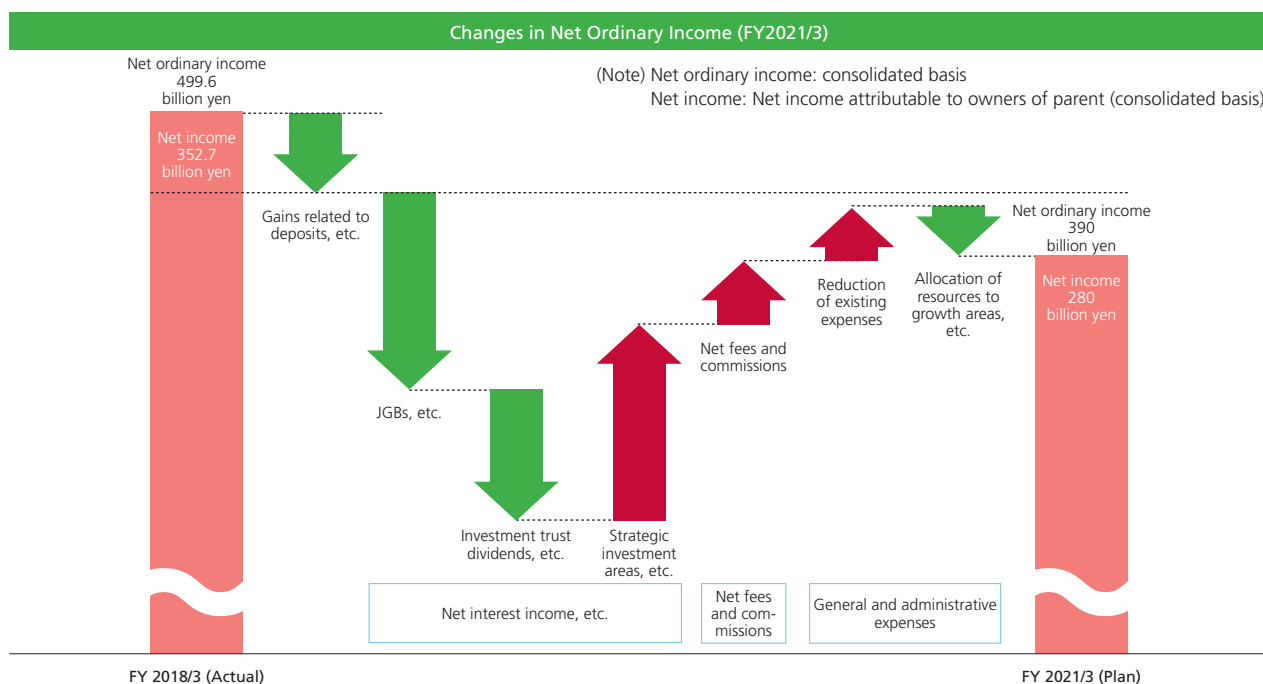 Changes in Net Ordinary Income (FY2021/3)
(Note) Net ordinary income: consolidated basis
Net income: Net income attributable to owners of parent (consolidated basis)
Net ordinary income
499.6
billion yen
Net income
352.7
billion yen
Gains related to
deposits, etc.
JGBs, etc.
Investment trust
dividends, etc.
Strategic
investment
areas, etc.
Net fees and
commissions
Reduction
of existing
expenses
Allocation of
resources to
growth areas,
etc.
Net ordinary income
390
billion yen
Net income
280
billion yen
Net interest income, etc.
Net fees
and com-
missions
General and administrative
expenses
FY 2018/3 (Actual)
FY 2021/3 (Plan)